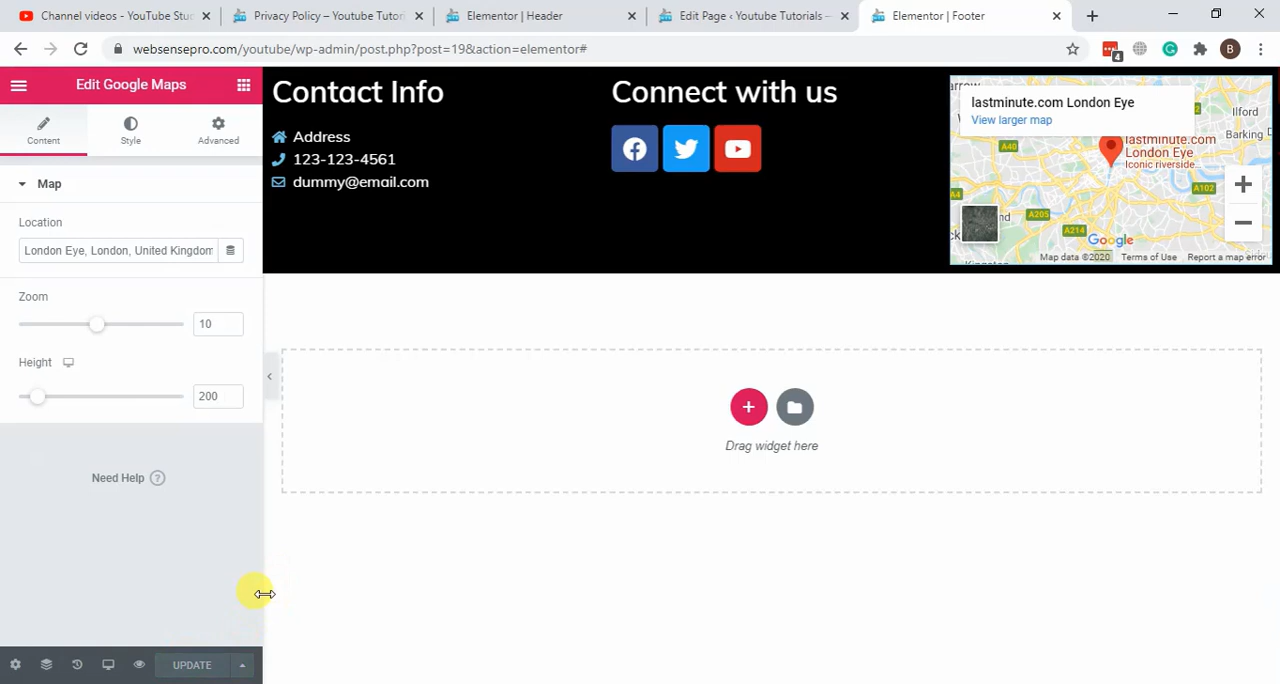 Channel videos - YouTube Stu
Privacy Policy – Youtube Tutor
Elementor | Header
Edit Page ‹ Youtube Tutorials —
Elementor | Footer
websensepro.com/youtube/wp-admin/post.php?post=19&action=elementor#
4
B
Edit Google Maps
Content
Style
Advanced
Map
Location
London Eye, London, United Kingdom
Zoom
10
Height
200
Need Help ?
UPDATE
Contact Info
Address
123-123-4561
dummy@email.com
Connect with us
lastminute.com London Eye
View larger map
Ilford
Barking
A40
lastminute.com
London Eye
Iconic riverside...
A102
A205
A214
Google
Map data ©2020
Terms of Use
Report a map error
Drag widget here